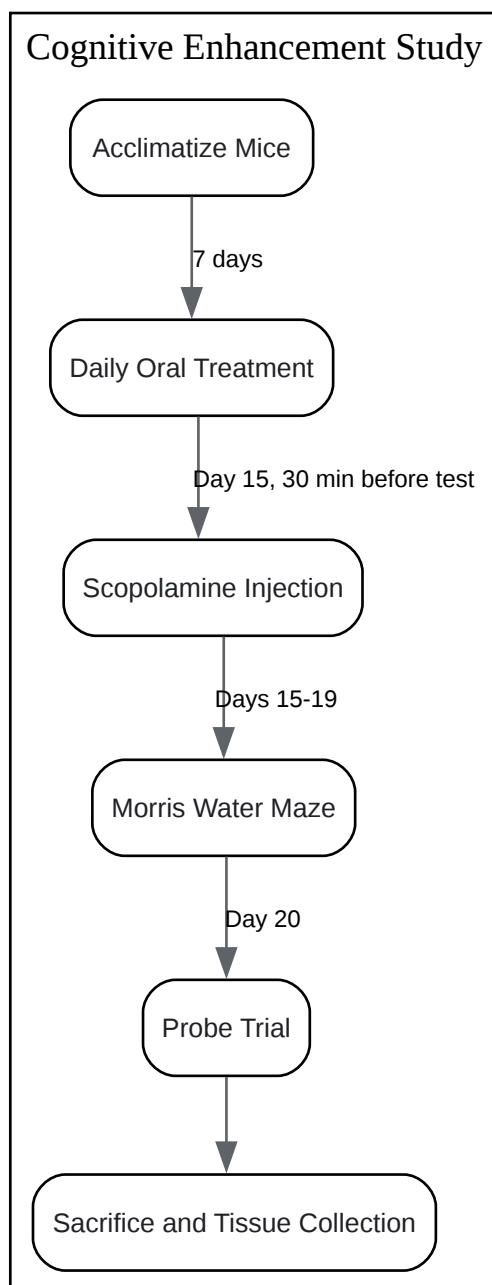 Cognitive Enhancement Study
Acclimatize Mice
7 days
Daily Oral Treatment
Day 15, 30 min before test
Scopolamine Injection
Days 15-19
Morris Water Maze
Day 20
Probe Trial
Sacrifice and Tissue Collection